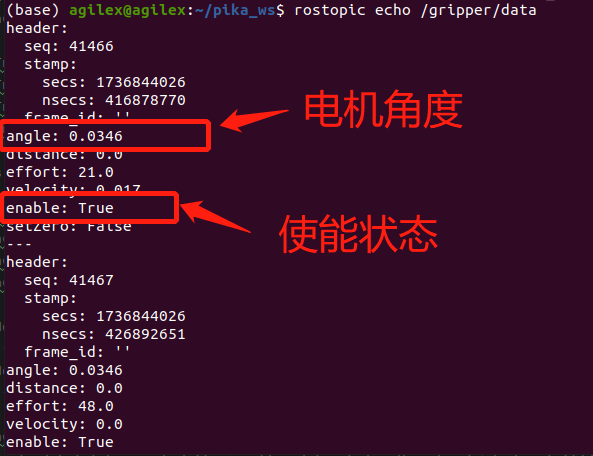 (base) agilex@agilex:~/pika_ws$ rostopic echo /gripper/data
header:
  seq: 41466
  stamp:
    secs: 1736844026
    nsecs: 416878770
  frame_id: ''
angle: 0.0346
电机角度
distance: 0.0
effort: 21.0
velocity: 0.017
enable: True
使能状态
setZero: False
---
header:
  seq: 41467
  stamp:
    secs: 1736844026
    nsecs: 426892651
  frame_id: ''
angle: 0.0346
distance: 0.0
effort: 48.0
velocity: 0.0
enable: True